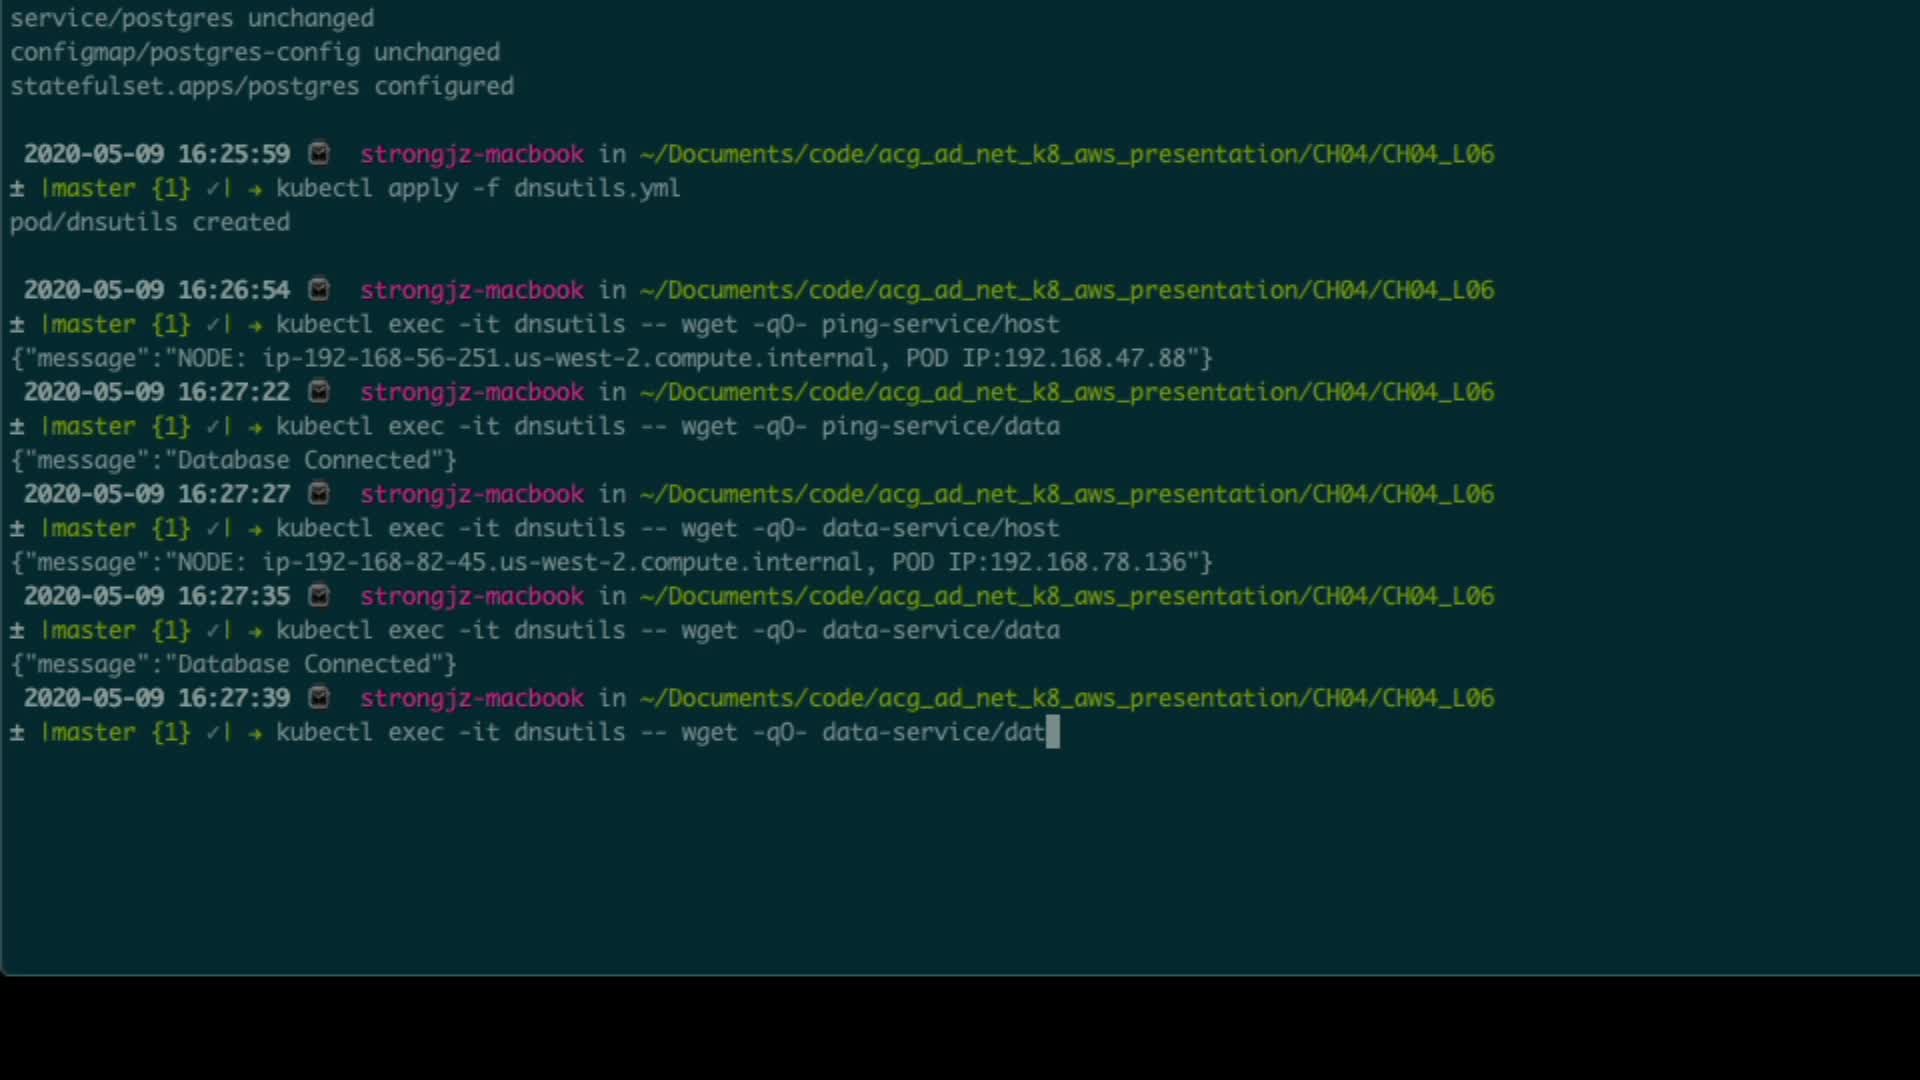 service/postgres unchanged
configmap/postgres-config unchanged
statefulset.apps/postgres configured
2020-05-09 16:25:59 strongjz-macbook in ~/Documents/code/acg_ad_net_k8_aws_presentation/CH04/CH04_L06
± |master {1} ✓| → kubectl apply -f dnsutils.yml
pod/dnsutils created
2020-05-09 16:26:54 strongjz-macbook in ~/Documents/code/acg_ad_net_k8_aws_presentation/CH04/CH04_L06
± |master {1} ✓| → kubectl exec -it dnsutils -- wget -qO- ping-service/host
{"message":"NODE: ip-192-168-56-251.us-west-2.compute.internal, POD IP:192.168.47.88"}
2020-05-09 16:27:22 strongjz-macbook in ~/Documents/code/acg_ad_net_k8_aws_presentation/CH04/CH04_L06
± |master {1} ✓| → kubectl exec -it dnsutils -- wget -qO- ping-service/data
{"message":"Database Connected"}
2020-05-09 16:27:27 strongjz-macbook in ~/Documents/code/acg_ad_net_k8_aws_presentation/CH04/CH04_L06
± |master {1} ✓| → kubectl exec -it dnsutils -- wget -qO- data-service/host
{"message":"NODE: ip-192-168-82-45.us-west-2.compute.internal, POD IP:192.168.78.136"}
2020-05-09 16:27:35 strongjz-macbook in ~/Documents/code/acg_ad_net_k8_aws_presentation/CH04/CH04_L06
± |master {1} ✓| → kubectl exec -it dnsutils -- wget -qO- data-service/data
{"message":"Database Connected"}
2020-05-09 16:27:39 strongjz-macbook in ~/Documents/code/acg_ad_net_k8_aws_presentation/CH04/CH04_L06
± |master {1} ✓| → kubectl exec -it dnsutils -- wget -qO- data-service/dat